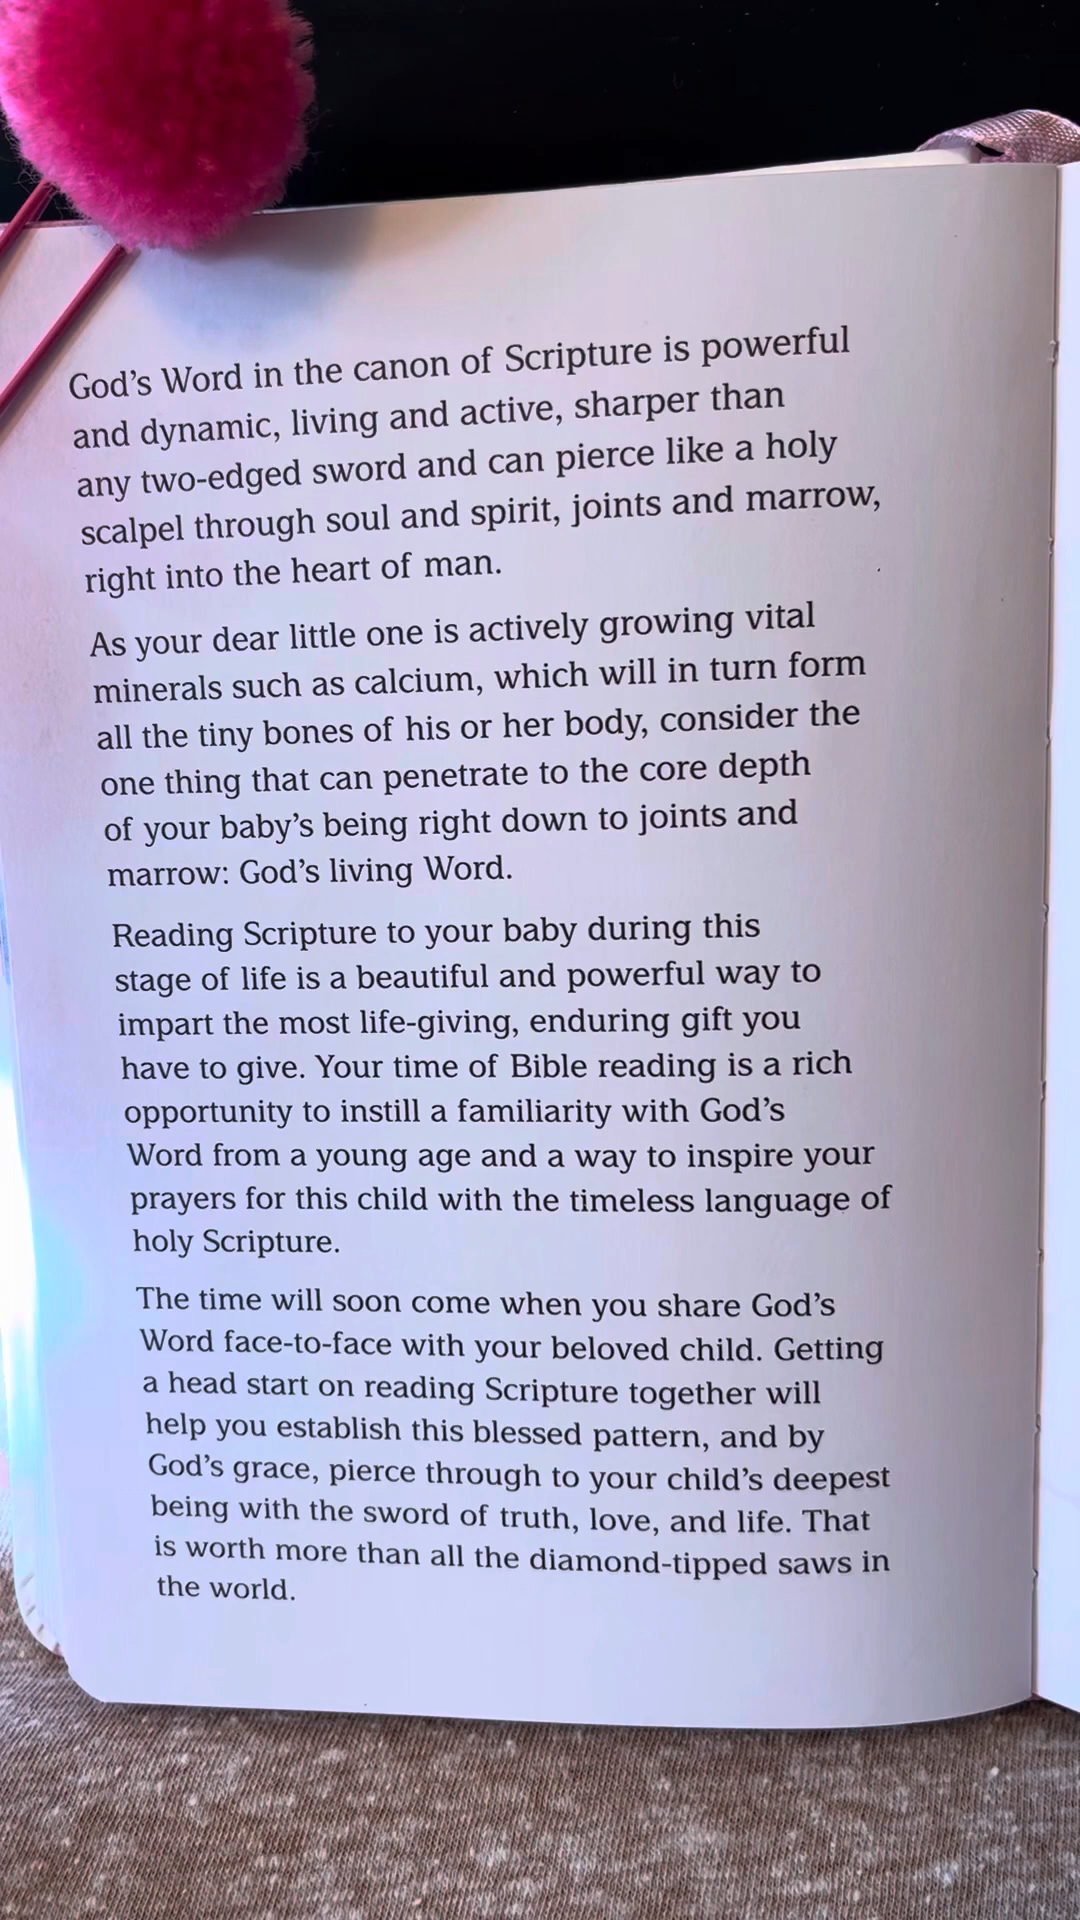 God's Word in the canon of Scripture is powerful
and dynamic, living and active, sharper than
any two-edged sword and can pierce like a holy
scalpel through soul and spirit, joints and marrow,
right into the heart of man.
As your dear little one is actively growing vital
minerals such as calcium, which will in turn form
all the tiny bones of his or her body, consider the
one thing that can penetrate to the core depth
of your baby's being right down to joints and
marrow: God's living Word.
Reading Scripture to your baby during this
stage of life is a beautiful and powerful way to
impart the most life-giving, enduring gift you
have to give. Your time of Bible reading is a rich
opportunity to instill a familiarity with God's
Word from a young age and a way to inspire your
prayers for this child with the timeless language of
holy Scripture.
The time will soon come when you share God's
Word face-to-face with your beloved child. Getting
a head start on reading Scripture together will
help you establish this blessed pattern, and by
God's grace, pierce through to your child's deepest
being with the sword of truth, love, and life. That
is worth more than all the diamond-tipped saws in
the world.